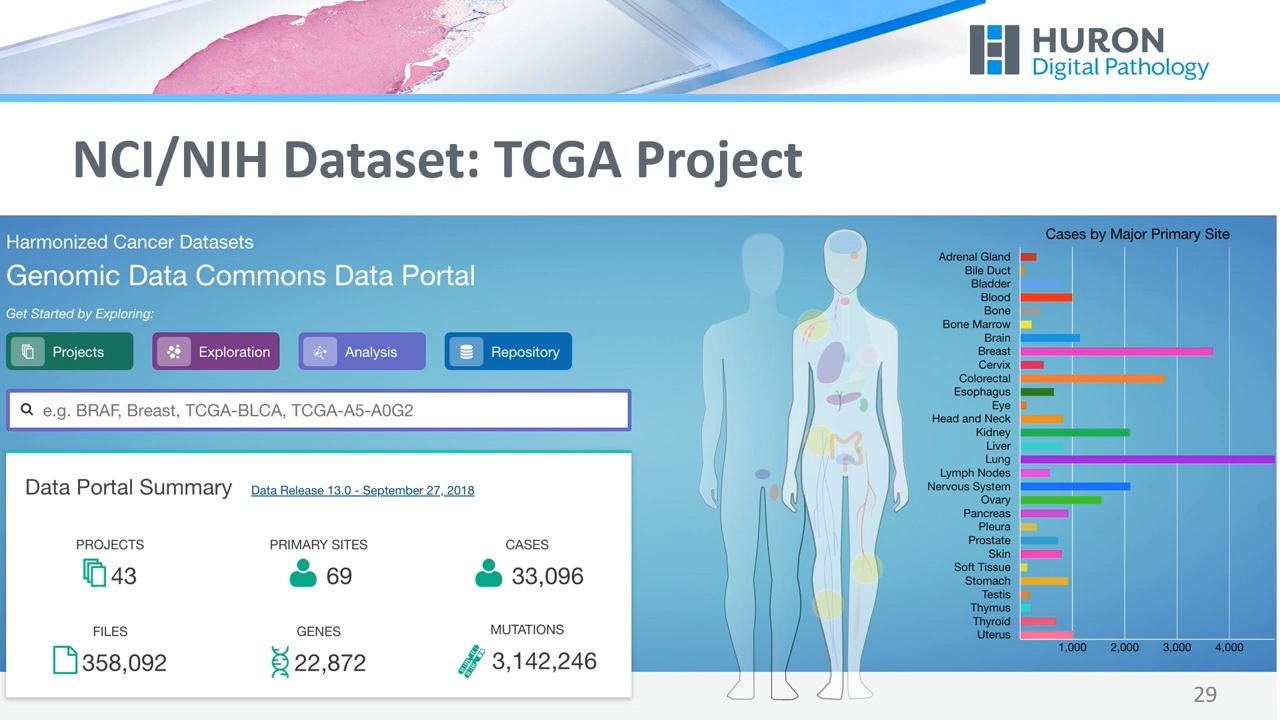 HURON
Digital Pathology
NCI/NIH Dataset: TCGA Project
Harmonized Cancer Datasets
Genomic Data Commons Data Portal
Get Started by Exploring:
Projects
Exploration
Analysis
Repository
e.g. BRAF, Breast, TCGA-BLCA, TCGA-A5-A0G2
Data Portal Summary
Data Release 13.0 - September 27, 2018
PROJECTS
43
PRIMARY SITES
69
CASES
33,096
FILES
358,092
GENES
22,872
MUTATIONS
3,142,246
Cases by Major Primary Site
Adrenal Gland
Bile Duct
Bladder
Blood
Bone
Bone Marrow
Brain
Breast
Cervix
Colorectal
Esophagus
Eye
Head and Neck
Kidney
Liver
Lung
Lymph Nodes
Nervous System
Ovary
Pancreas
Pleura
Prostate
Skin
Soft Tissue
Stomach
Testis
Thymus
Thyroid
Uterus
1,000 2,000 3,000 4,000
29